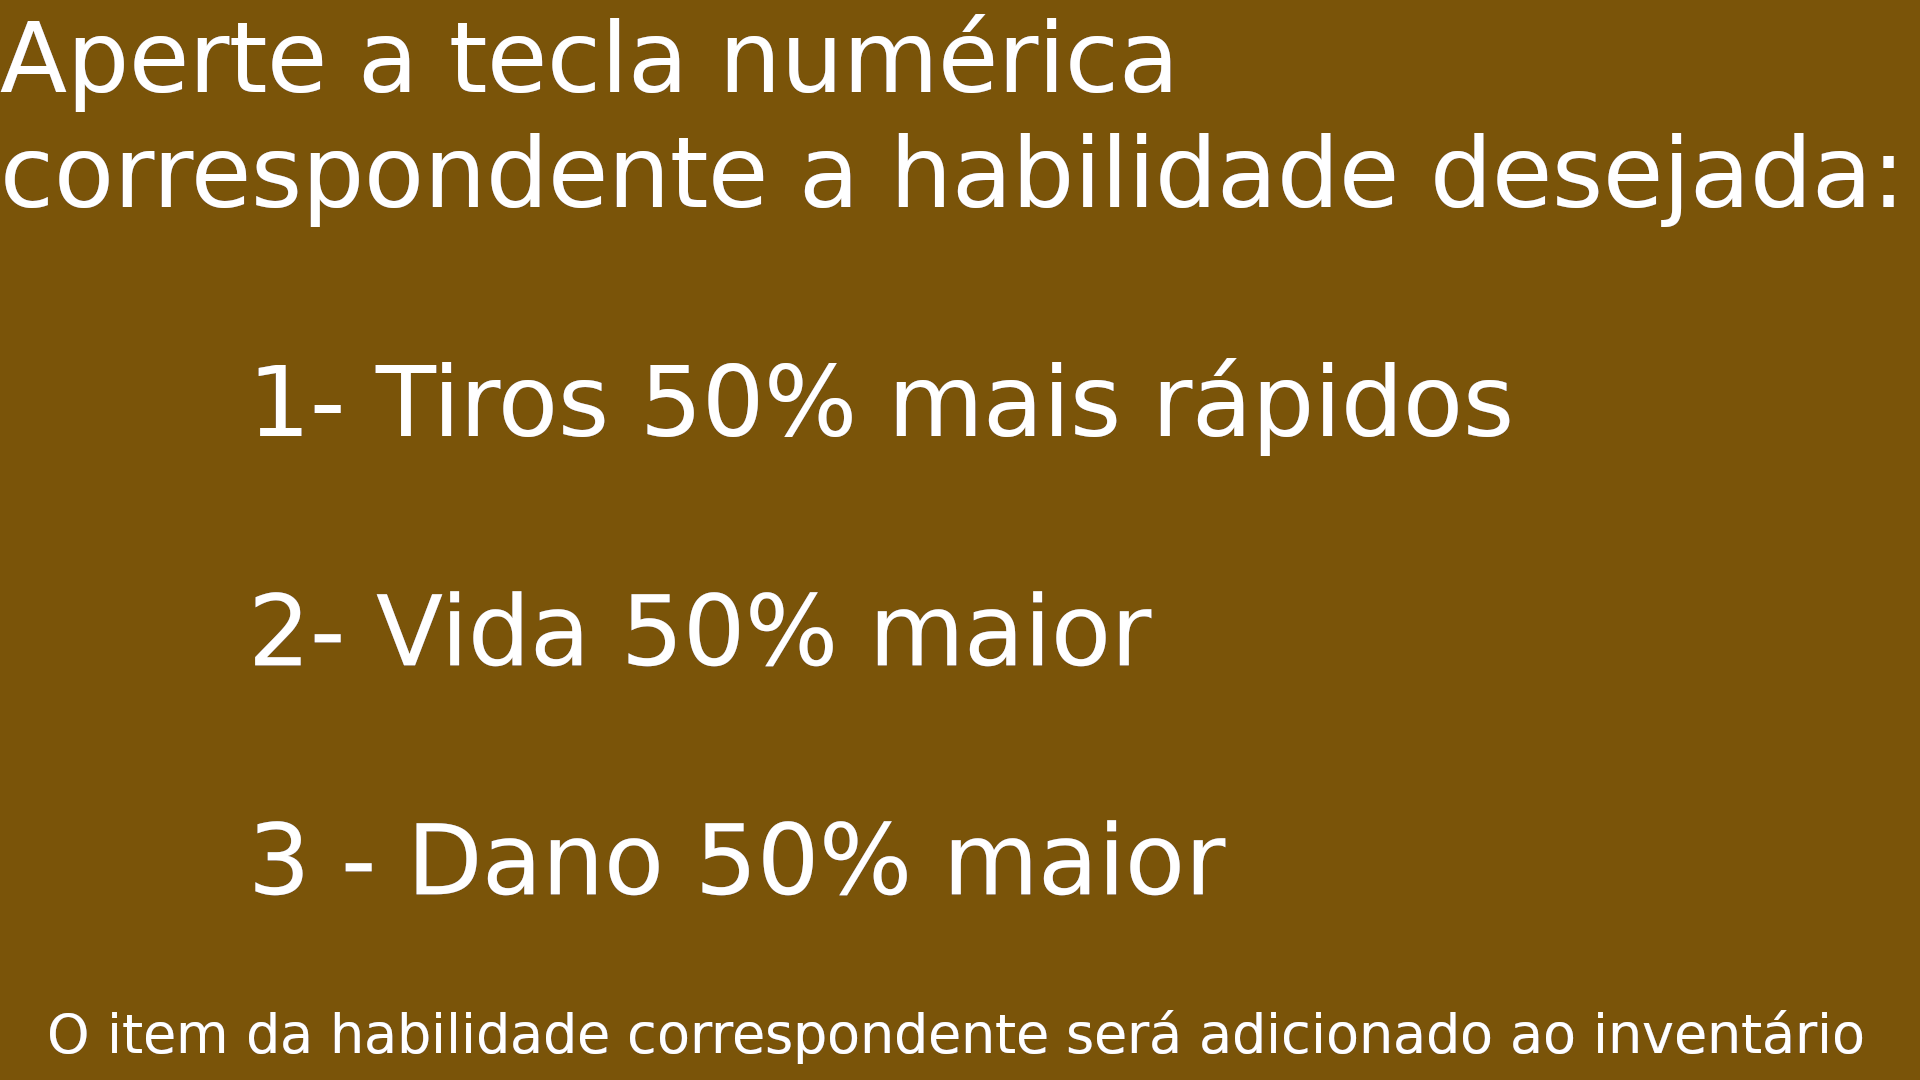 Aperte a tecla numérica
correspondente a habilidade desejada:
1- Tiros 50% mais rápidos
2- Vida 50% maior
3 - Dano 50% maior
O item da habilidade correspondente será adicionado ao inventário